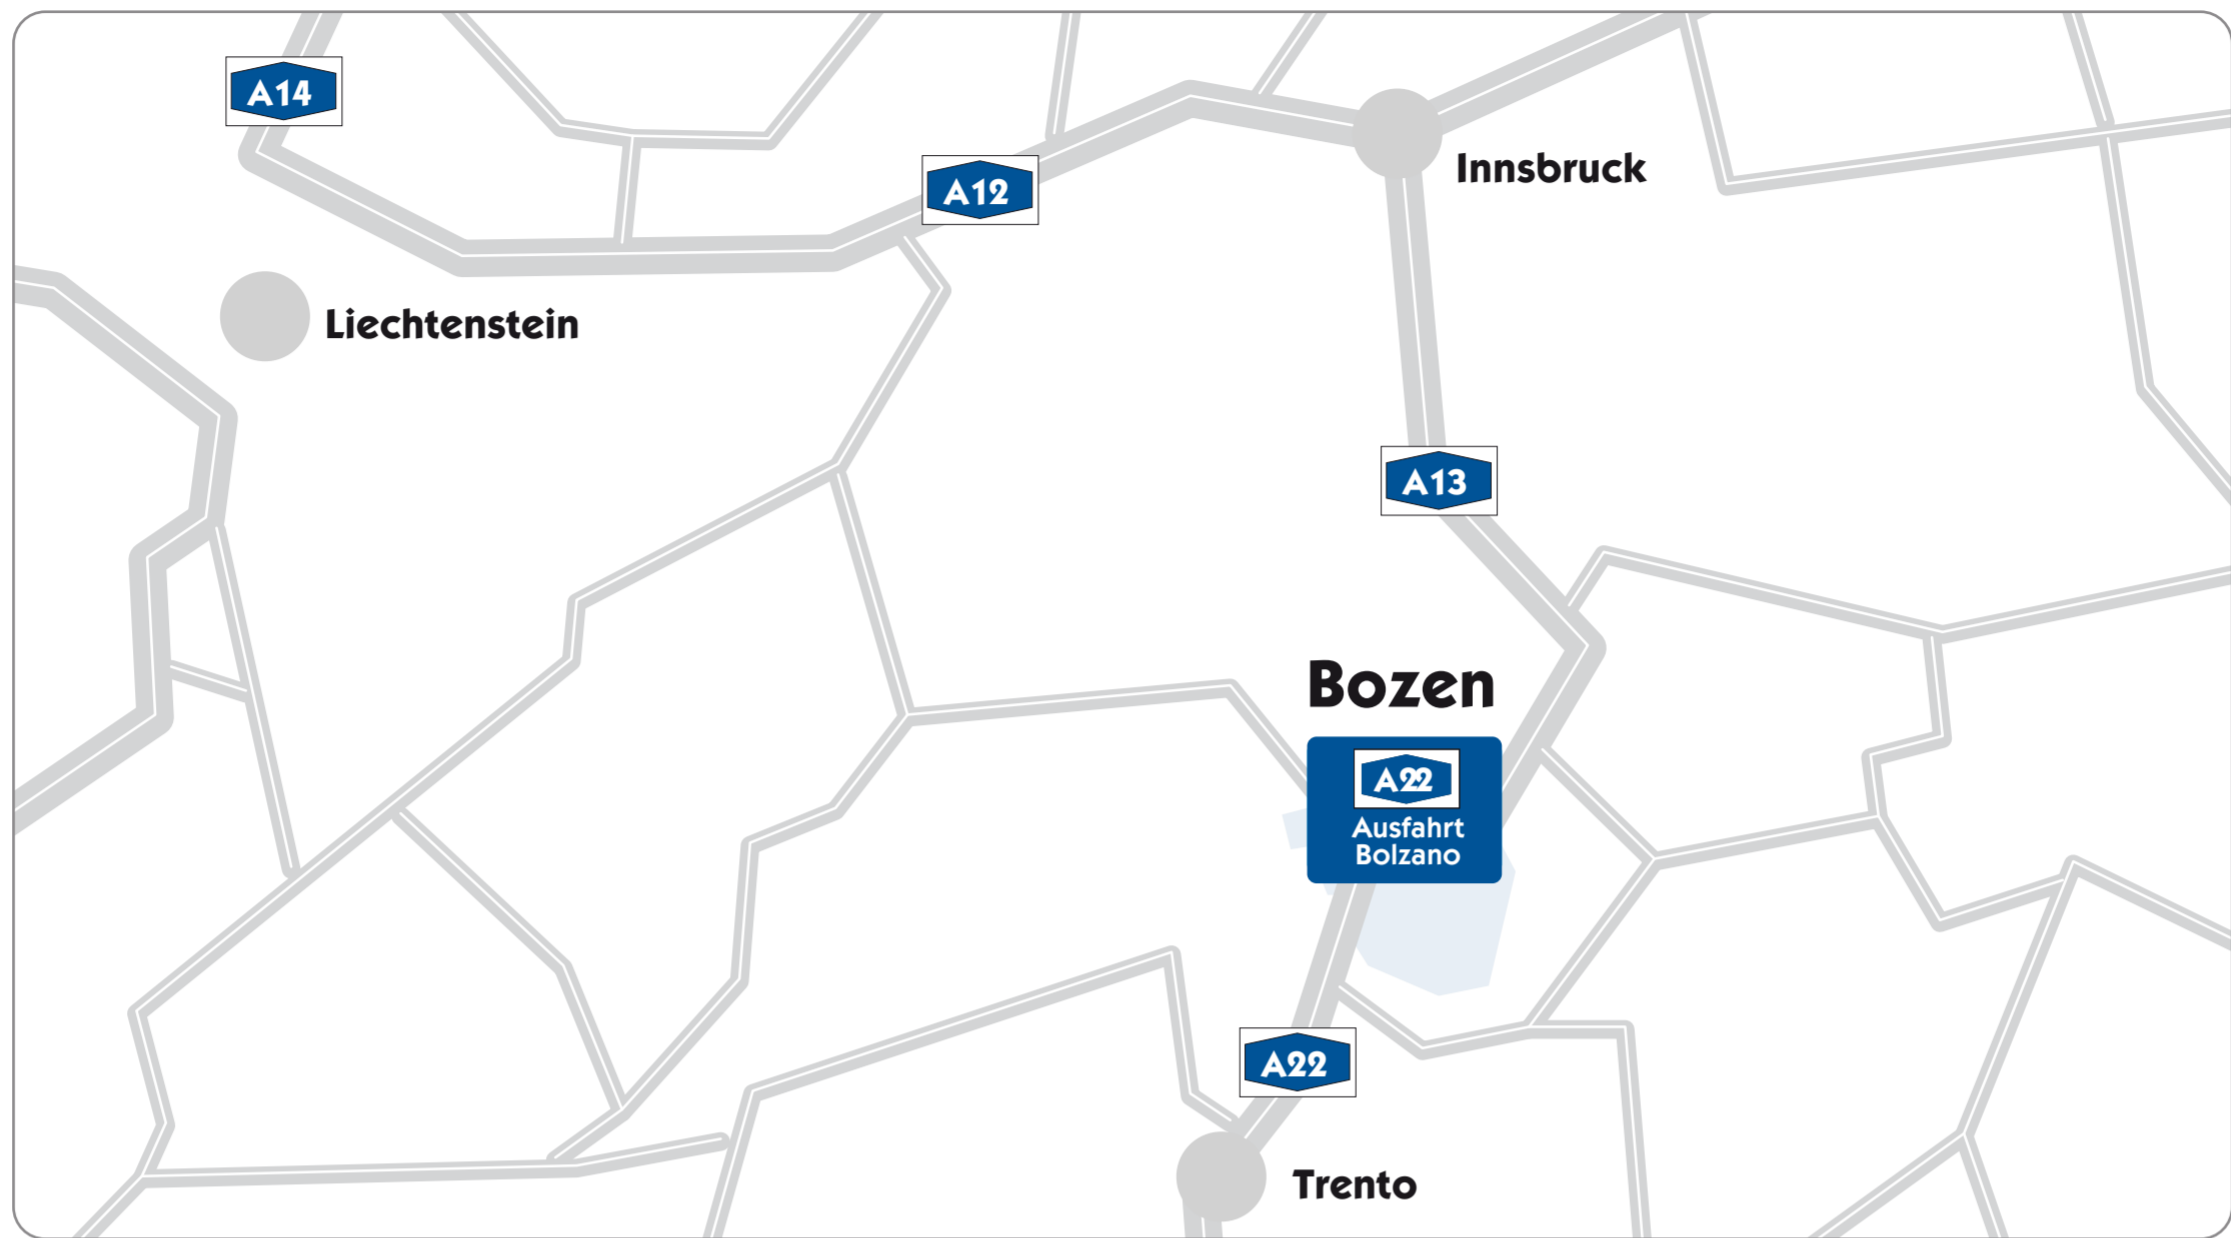 A14
A12
Innsbruck
Liechtenstein
A13
Bozen
A22
Ausfahrt
Bolzano
A22
Trento